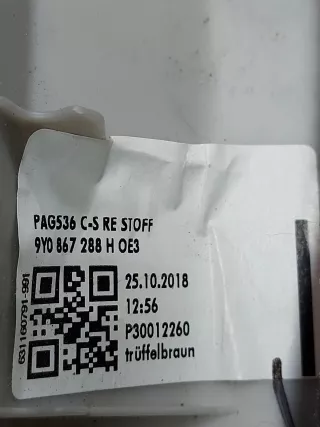 PAG536 C-S RE STOFF
9Y0 867 288 H OE3
631160791-991
25.10.2018
12:56
P30012260
trüffelbraun